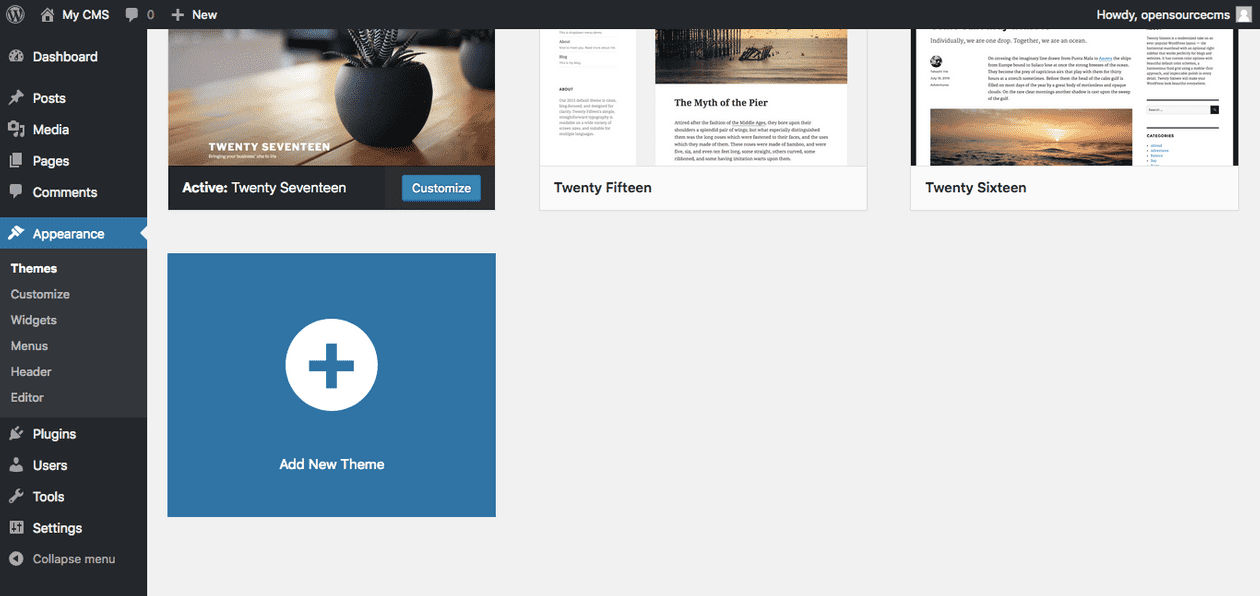 My CMS
0
New
Howdy, opensourcecms
Dashboard
Posts
Media
Pages
Comments
Appearance
Themes
Customize
Widgets
Menus
Header
Editor
Plugins
Users
Tools
Settings
Collapse menu
TWENTY SEVENTEEN
Bringing your business' site to life
Active: Twenty Seventeen
Customize
About
Blog
ABOUT
The Myth of the Pier
Attired after the fashion of the Middle Ages, they bore upon their
shoulders a splendid pair of wings; but what especially distinguished
them was the long noses which were fastened to their faces, and the uses
which they made of them. These noses were made of bamboo, and were
five, six, and even ten feet long, some straight, others curved, some
ribboned, and some having imitation warts upon them.
Twenty Fifteen
Individually, we are one drop. Together, we are an ocean.
On crossing the imaginary line drawn from Punta Mala to Azuera the ships
from Europe bound to Sulaco lose at once the strong breezes of the ocean.
They become the prey of capricious airs that play with them for thirty
hours at a stretch sometimes. Before them the head of the calm gulf is
filled on most days of the year by a great body of motionless and opaque
clouds. On the rare clear mornings another shadow is cast upon the sweep
of the gulf.
Adventures
Search...
CATEGORIES
Twenty Sixteen
Add New Theme